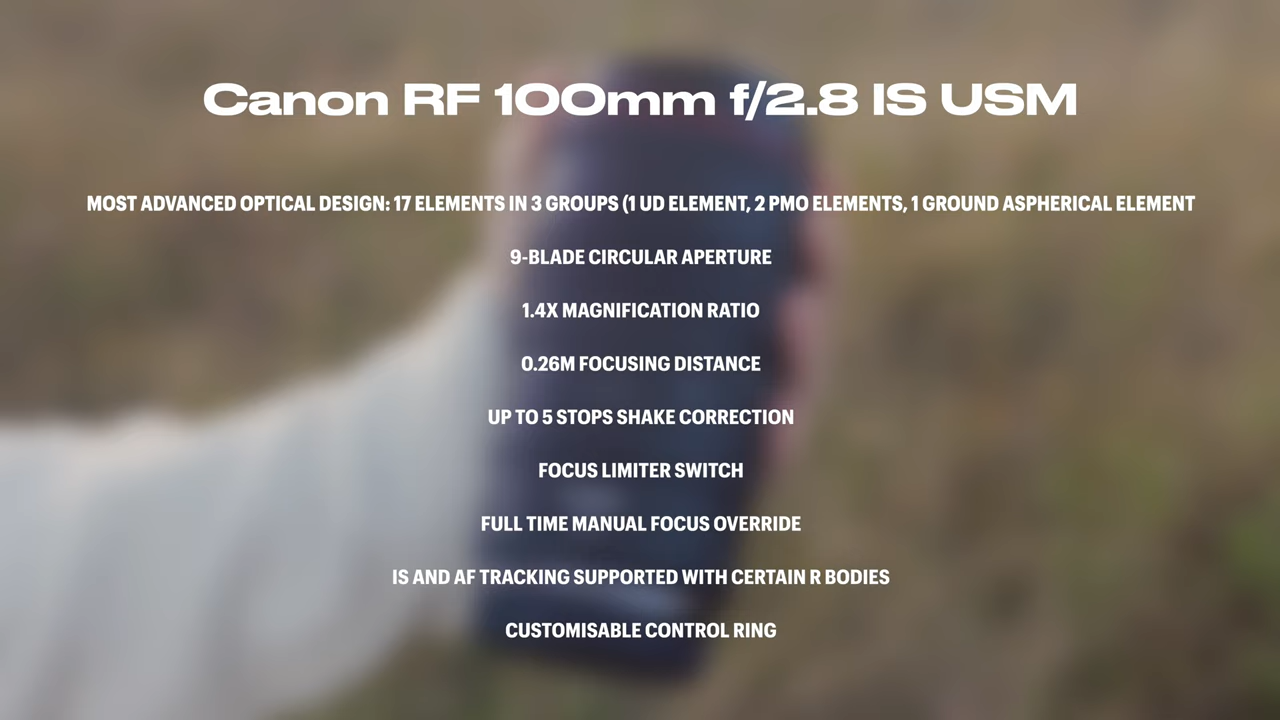 Canon RF 100mm f/2.8 IS USM
MOST ADVANCED OPTICAL DESIGN: 17 ELEMENTS IN 3 GROUPS (1 UD ELEMENT, 2 PMO ELEMENTS, 1 GROUND ASPHERICAL ELEMENT
9-BLADE CIRCULAR APERTURE
1.4X MAGNIFICATION RATIO
0.26M FOCUSING DISTANCE
UP TO 5 STOPS SHAKE CORRECTION
FOCUS LIMITER SWITCH
FULL TIME MANUAL FOCUS OVERRIDE
IS AND AF TRACKING SUPPORTED WITH CERTAIN R BODIES
CUSTOMISABLE CONTROL RING